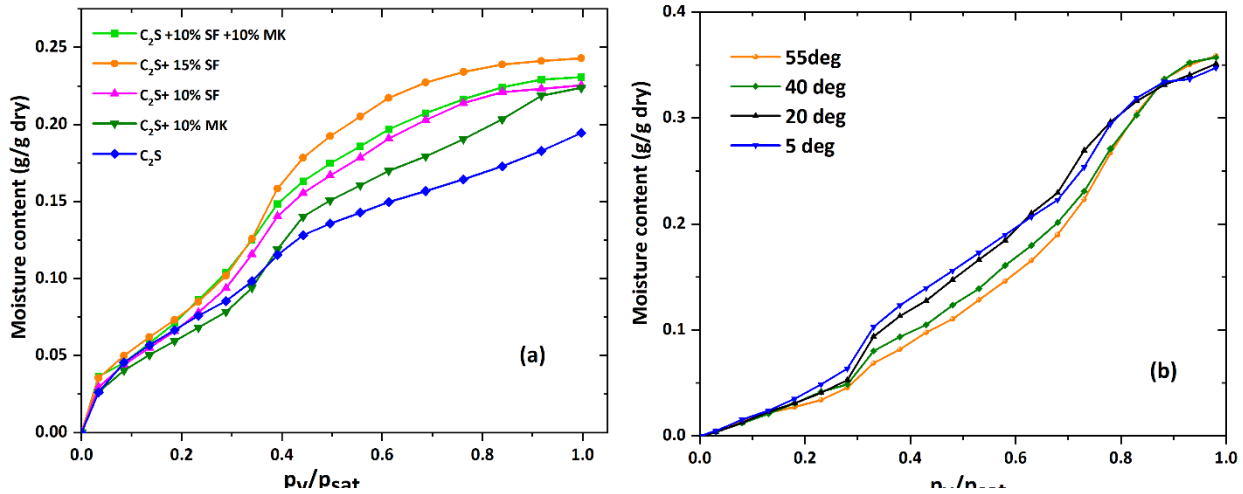 C₂S +10% SF +10% MK
C₂S+ 15% SF
C₂S+ 10% SF
C₂S+ 10% MK
C₂S
(a)
Moisture content (g/g dry)
0.25
0.20
0.15
0.10
0.05
0.00
0.0 0.2 0.4 0.6 0.8 1.0
pᵥ/pₛₐₜ
55deg
40 deg
20 deg
5 deg
(b)
Moisture content (g/g dry)
0.4
0.3
0.2
0.1
0.0
0.0 0.2 0.4 0.6 0.8 1.0